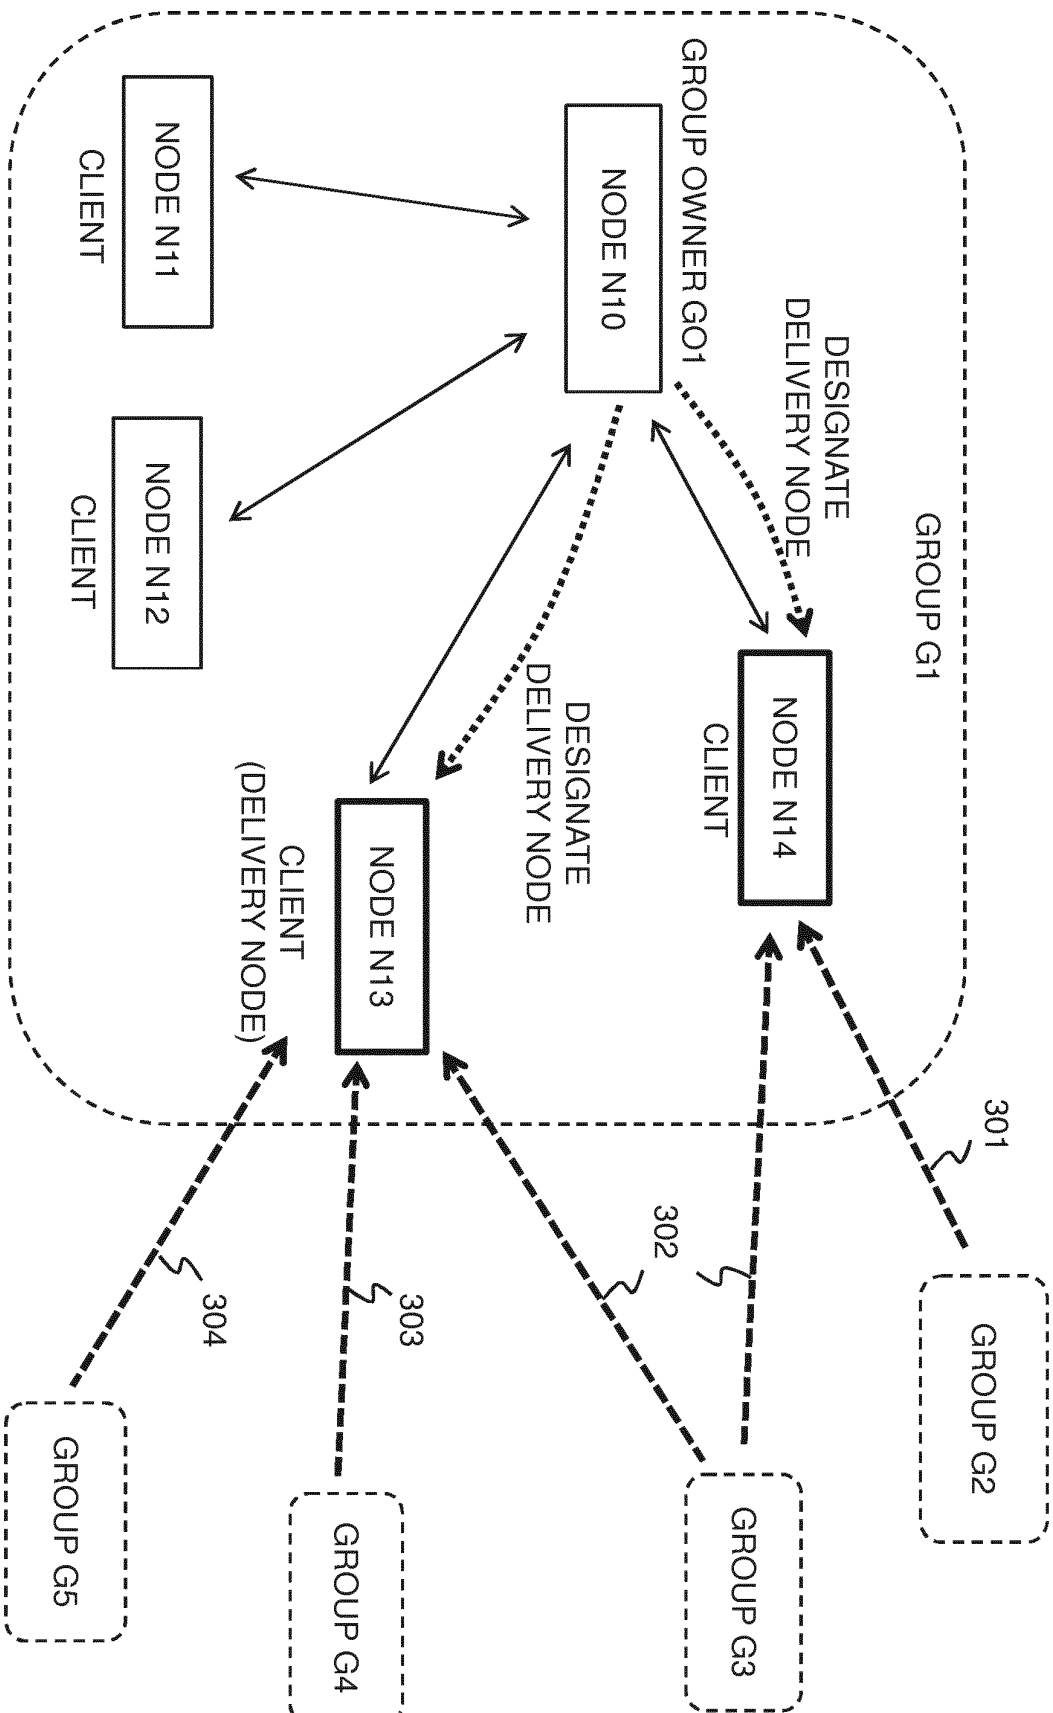 GROUP G1
GROUP OWNER GO1
NODE N10
DESIGNATE
DELIVERY NODE
NODE N14
CLIENT
DESIGNATE
DELIVERY NODE
NODE N13
CLIENT
(DELIVERY NODE)
NODE N11
CLIENT
NODE N12
CLIENT
301
302
303
304
GROUP G2
GROUP G3
GROUP G4
GROUP G5